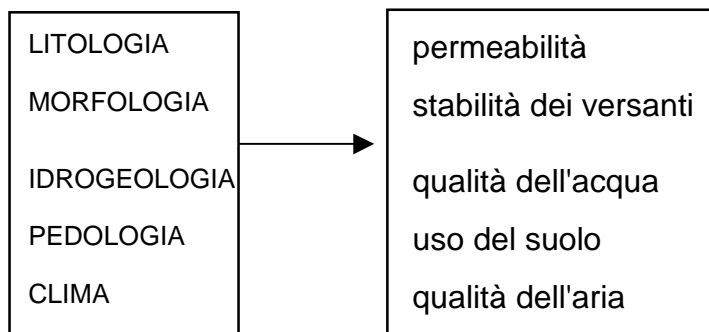 LITOLOGIA
MORFOLOGIA
IDROGEOLOGIA
PEDOLOGIA
CLIMA
permeabilità
stabilità dei versanti
qualità dell'acqua
uso del suolo
qualità dell'aria